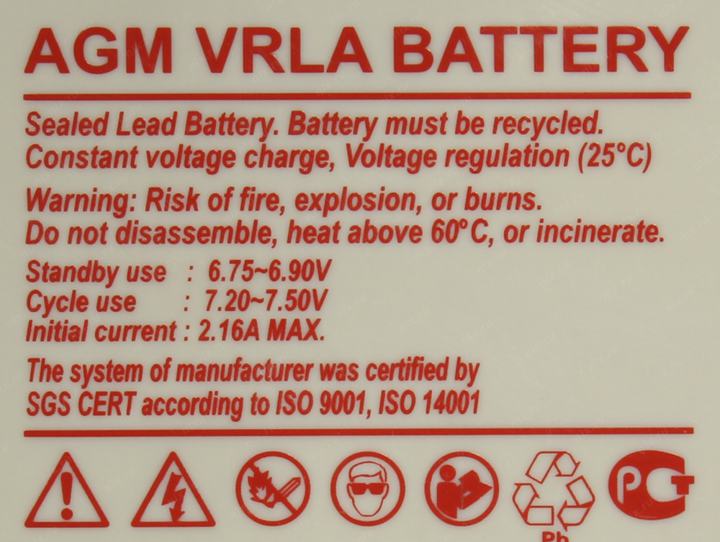 AGM VRLA BATTERY
Sealed Lead Battery. Battery must be recycled.
Constant voltage charge, Voltage regulation (25°C)
Warning: Risk of fire, explosion, or burns.
Do not disassemble, heat above 60°C, or incinerate.
Standby use : 6.75~6.90V
Cycle use : 7.20~7.50V
Initial current : 2.16A MAX.
The system of manufacturer was certified by
SGS CERT according to ISO 9001, ISO 14001
Pb